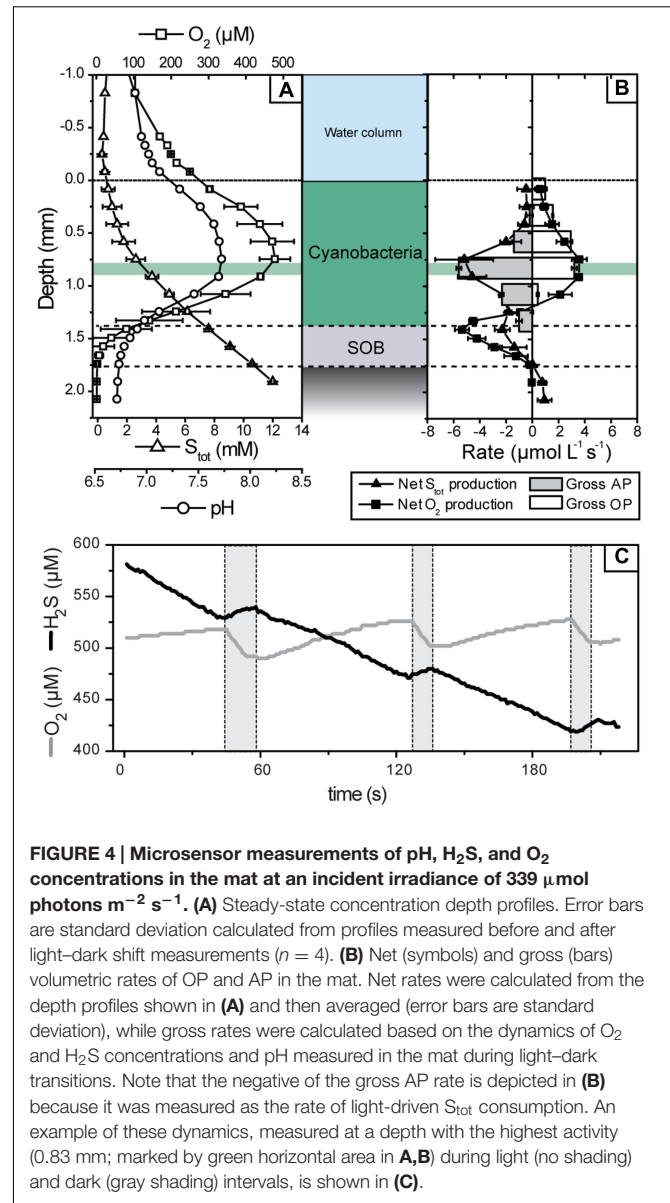 O2 (μM)
0 100 200 300 400 500
A
B
-1.0
-0.5
0.0
0.5
1.0
1.5
2.0
Depth (mm)
Water column
Cyanobacteria
SOB
0 2 4 6 8 10 12 14
Stot (mM)
6.5 7.0 7.5 8.0
pH
-8 -6 -4 -2 0 2 4 6 8
Rate (μmol L-1 s-1)
Net Stot production
Net O2 production
Gross AP
Gross OP
C
600
550
500
450
400
O2 (μM)
H2S (μM)
0 60 120 180
time (s)
FIGURE 4 | Microsensor measurements of pH, H2S, and O2
concentrations in the mat at an incident irradiance of 339 μmol
photons m−2 s−1. (A) Steady-state concentration depth profiles. Error bars
are standard deviation calculated from profiles measured before and after
light–dark shift measurements (n = 4). (B) Net (symbols) and gross (bars)
volumetric rates of OP and AP in the mat. Net rates were calculated from the
depth profiles shown in (A) and then averaged (error bars are standard
deviation), while gross rates were calculated based on the dynamics of O2
and H2S concentrations and pH measured in the mat during light–dark
transitions. Note that the negative of the gross AP rate is depicted in (B)
because it was measured as the rate of light-driven Stot consumption. An
example of these dynamics, measured at a depth with the highest activity
(0.83 mm; marked by green horizontal area in A,B) during light (no shading)
and dark (gray shading) intervals, is shown in (C).